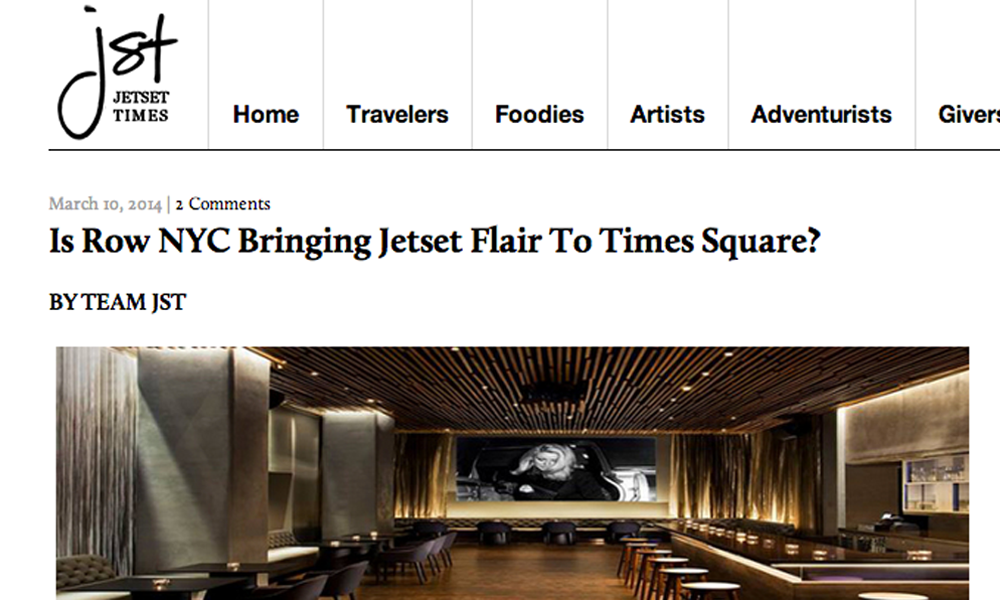 jst
JETSET
TIMES
Home Travelers Foodies Artists Adventurists Givers
March 10, 2014 | 2 Comments
Is Row NYC Bringing Jetset Flair To Times Square?
BY TEAM JST